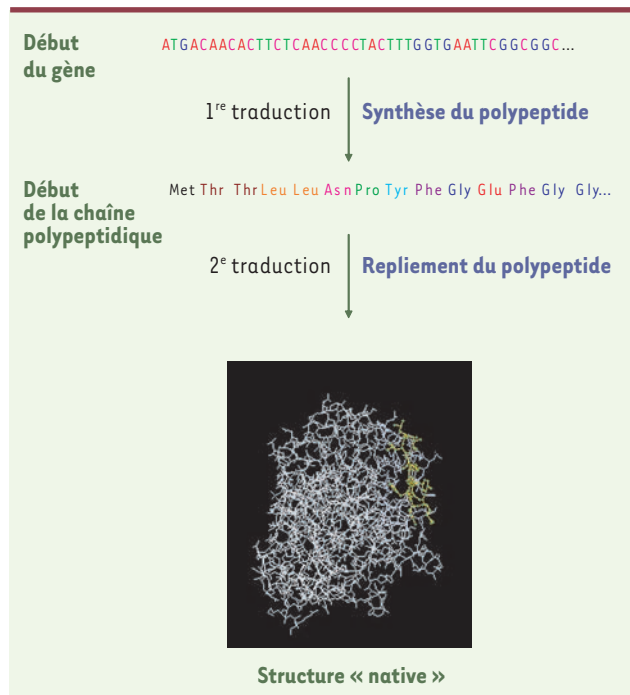 Début
du gène
ATGACAACACTTCTCAACCCCTACTTTGGTGAATTCGGCGGC...
1re traduction
Synthèse du polypeptide
Début
de la chaîne
polypeptidique
Met Thr Thr Leu Leu Asn Pro Tyr Phe Gly Glu Phe Gly Gly...
2e traduction
Repliement du polypeptide
Structure « native »